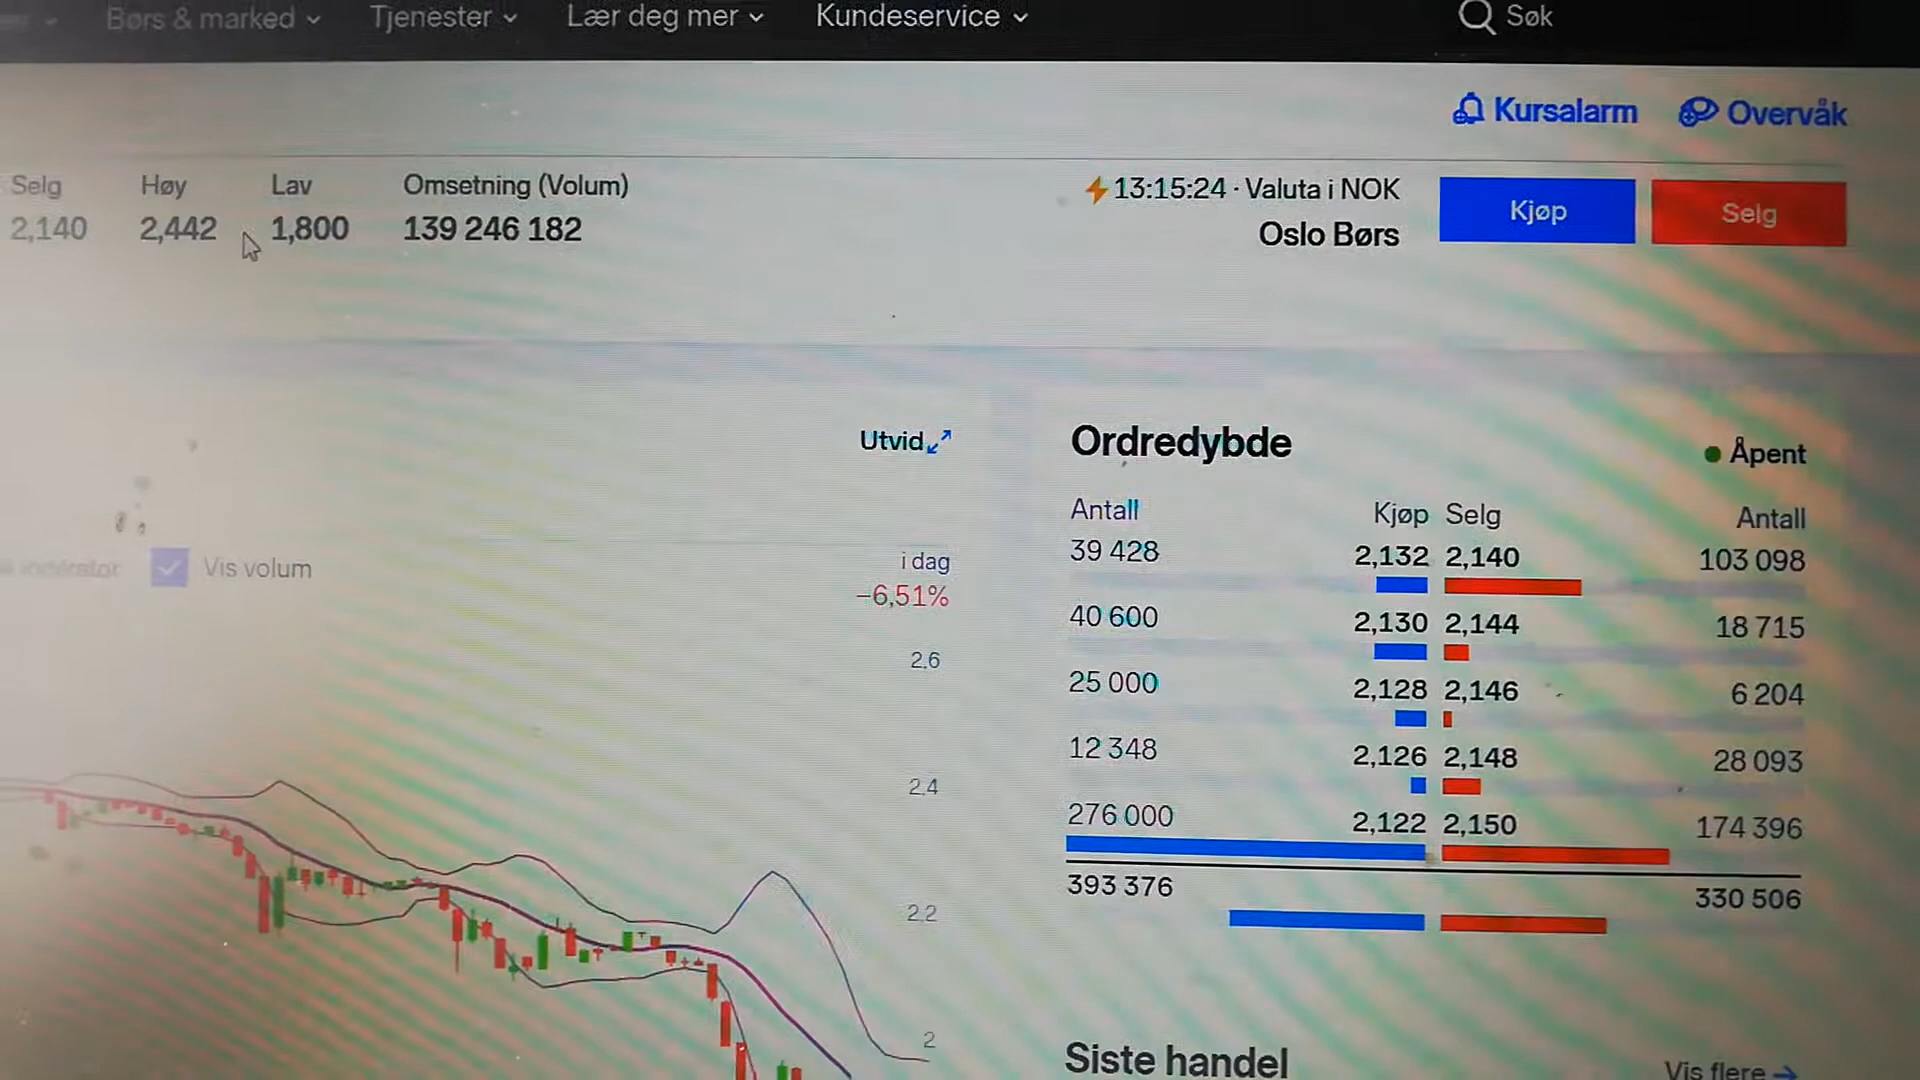 Børs & marked Tjenester Lær deg mer Kundeservice Søk
Kursalarm Overvåk
Selg Høy Lav Omsetning (Volum) 13:15:24 · Valuta i NOK Kjøp Selg
2,140 2,442 1,800 139 246 182 Oslo Børs
Utvid Ordredybde Åpent
Antall Kjøp Selg Antall
39 428 2,132 2,140 103 098
Vis volum i dag
−6,51%
40 600 2,130 2,144 18 715
2,6
25 000 2,128 2,146 6 204
12 348 2,126 2,148 28 093
2,4
276 000 2,122 2,150 174 396
393 376 330 506
2,2
2
Siste handel Vis flere